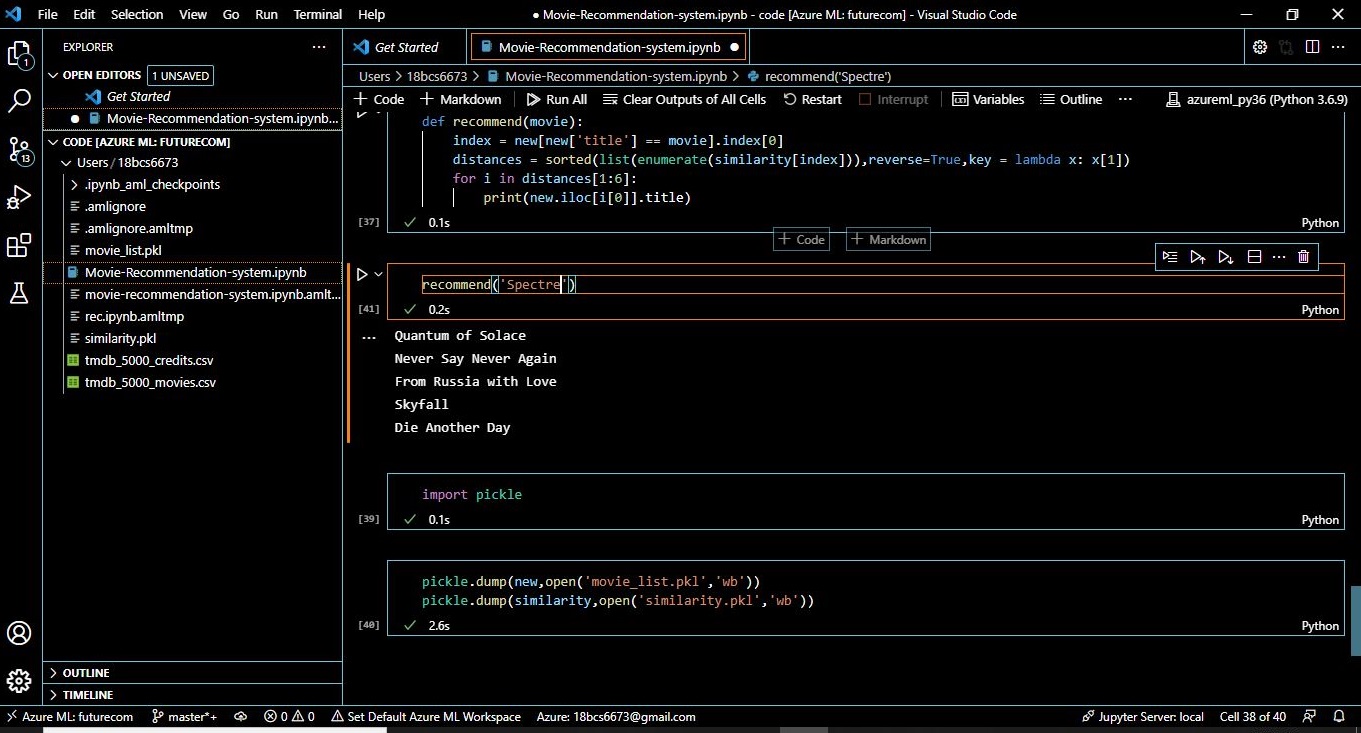 File Edit Selection View Go Run Terminal Help
● Movie-Recommendation-system.ipynb - code [Azure ML: futurecom] - Visual Studio Code
EXPLORER
OPEN EDITORS 1 UNSAVED
Get Started
● Movie-Recommendation-system.ipynb...
CODE [AZURE ML: FUTURECOM]
Users / 18bcs6673
.ipynb_aml_checkpoints
.amlignore
.amlignore.amltmp
movie_list.pkl
Movie-Recommendation-system.ipynb
movie-recommendation-system.ipynb.amlt...
rec.ipynb.amltmp
similarity.pkl
tmdb_5000_credits.csv
tmdb_5000_movies.csv
OUTLINE
TIMELINE
1
13
Get Started
Movie-Recommendation-system.ipynb ●
Users > 18bcs6673 > Movie-Recommendation-system.ipynb > recommend('Spectre')
+ Code + Markdown Run All Clear Outputs of All Cells Restart Interrupt Variables Outline ··· azureml_py36 (Python 3.6.9)
def recommend(movie):
index = new[new['title'] == movie].index[0]
distances = sorted(list(enumerate(similarity[index])),reverse=True,key = lambda x: x[1])
for i in distances[1:6]:
print(new.iloc[i[0]].title)
[37] ✓ 0.1s Python
+ Code + Markdown
recommend('Spectre')
[41] ✓ 0.2s Python
Quantum of Solace
Never Say Never Again
From Russia with Love
Skyfall
Die Another Day
import pickle
[39] ✓ 0.1s Python
pickle.dump(new,open('movie_list.pkl','wb'))
pickle.dump(similarity,open('similarity.pkl','wb'))
[40] ✓ 2.6s Python
Azure ML: futurecom master*+ 0 0 Set Default Azure ML Workspace Azure: 18bcs6673@gmail.com Jupyter Server: local Cell 38 of 40